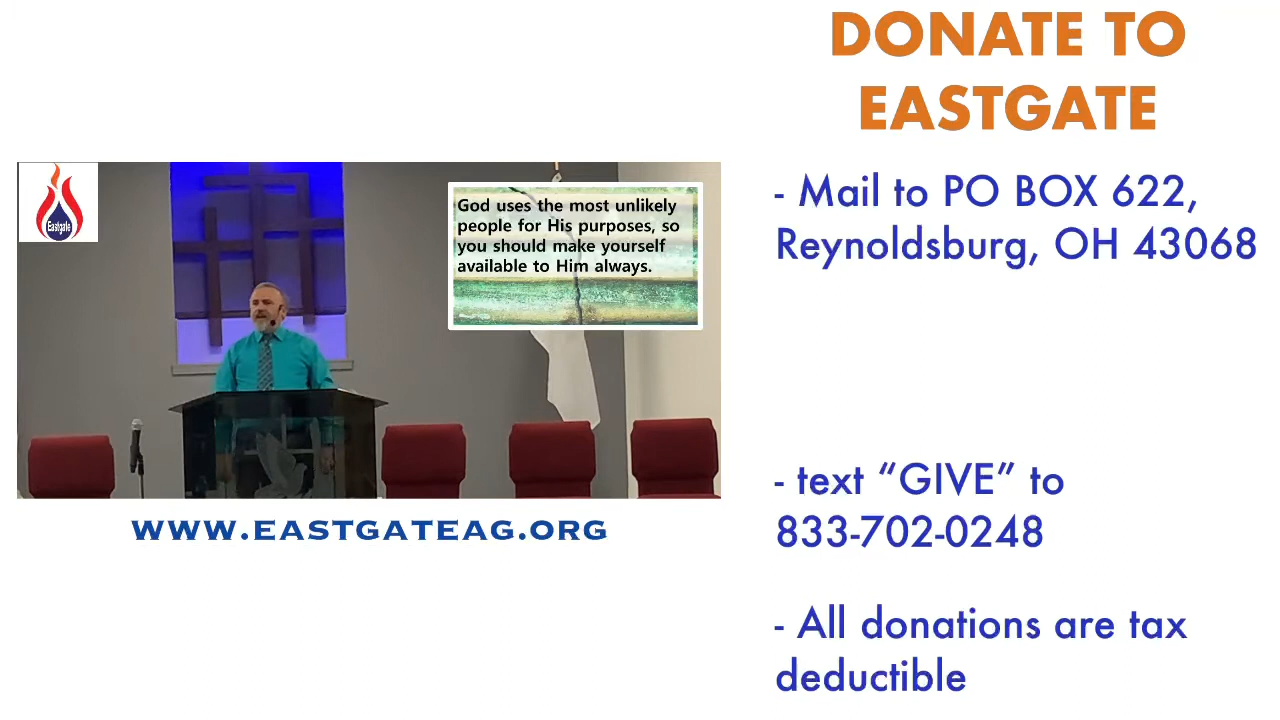 DONATE TO
EASTGATE
- Mail to PO BOX 622,
Reynoldsburg, OH 43068
- text “GIVE” to
833-702-0248
- All donations are tax
deductible
Eastgate
God uses the most unlikely
people for His purposes, so
you should make yourself
available to Him always.
WWW.EASTGATEAG.ORG